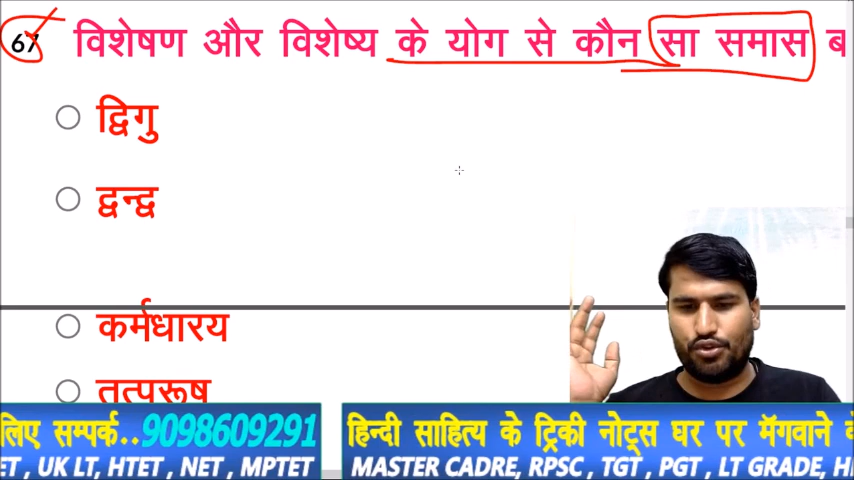 67 विशेषण और विशेष्य के योग से कौन सा समास ब
द्विगु
द्वन्द्व
कर्मधारय
तत्परूष
लिए सम्पर्क..9098609291 हिन्दी साहित्य के ट्रिकी नोट्स घर पर मॅगवाने के
ET , UK LT, HTET , NET , MPTET MASTER CADRE, RPSC , TGT , PGT , LT GRADE, H